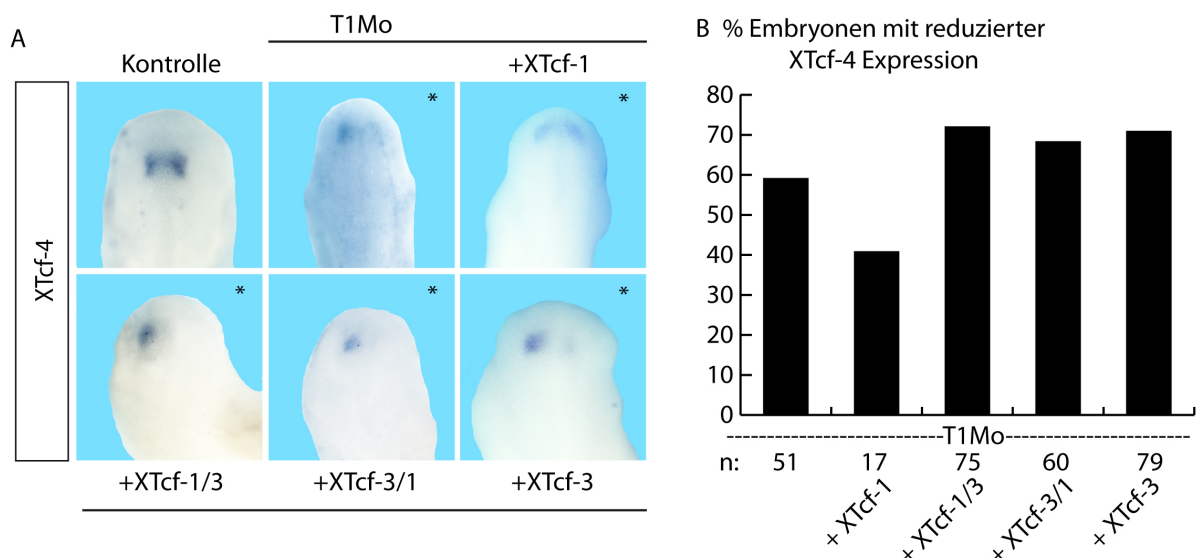 A
T1Mo
Kontrolle
+XTcf-1
XTcf-4
*
*
*
*
*
+XTcf-1/3
+XTcf-3/1
+XTcf-3
B % Embryonen mit reduzierter
XTcf-4 Expression
80
70
60
50
40
30
20
10
0
T1Mo
n: 51 17 75 60 79
+ XTcf-1
+ XTcf-1/3
+ XTcf-3/1
+ XTcf-3